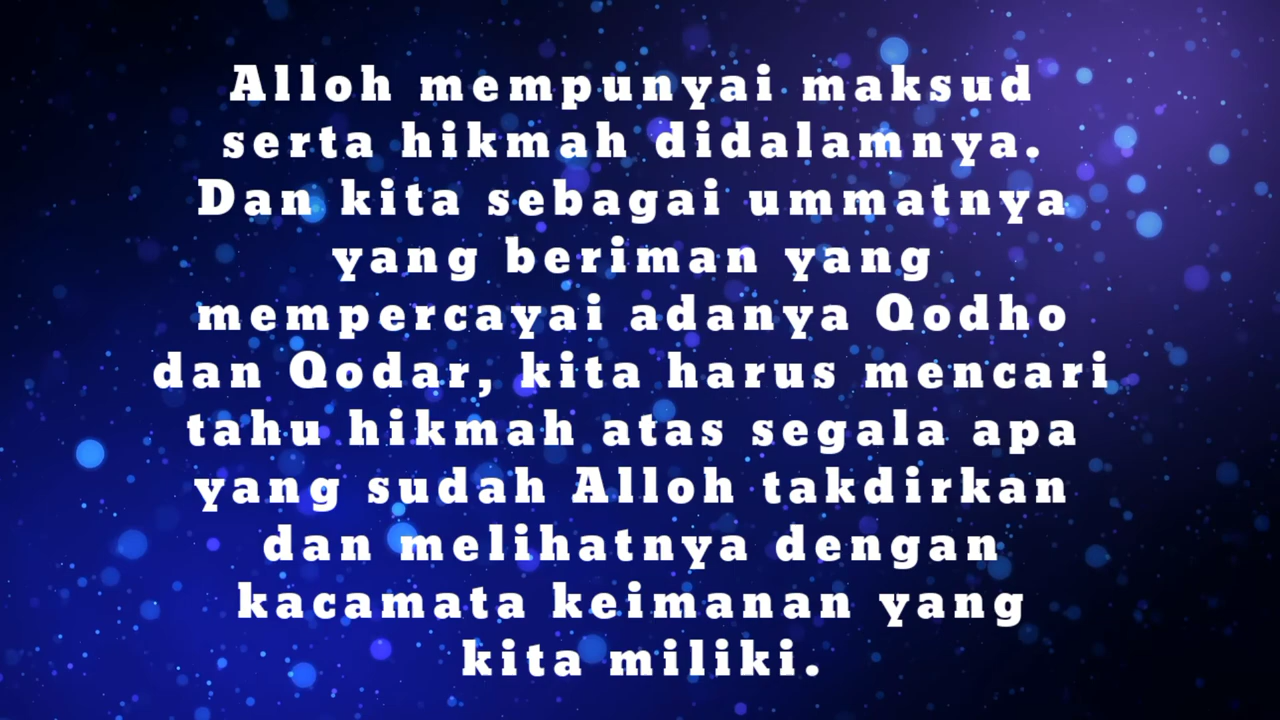 Alloh mempunyai maksud
serta hikmah didalamnya.
Dan kita sebagai ummatnya
yang beriman yang
mempercayai adanya Qodho
dan Qodar, kita harus mencari
tahu hikmah atas segala apa
yang sudah Alloh takdirkan
dan melihatnya dengan
kacamata keimanan yang
kita miliki.